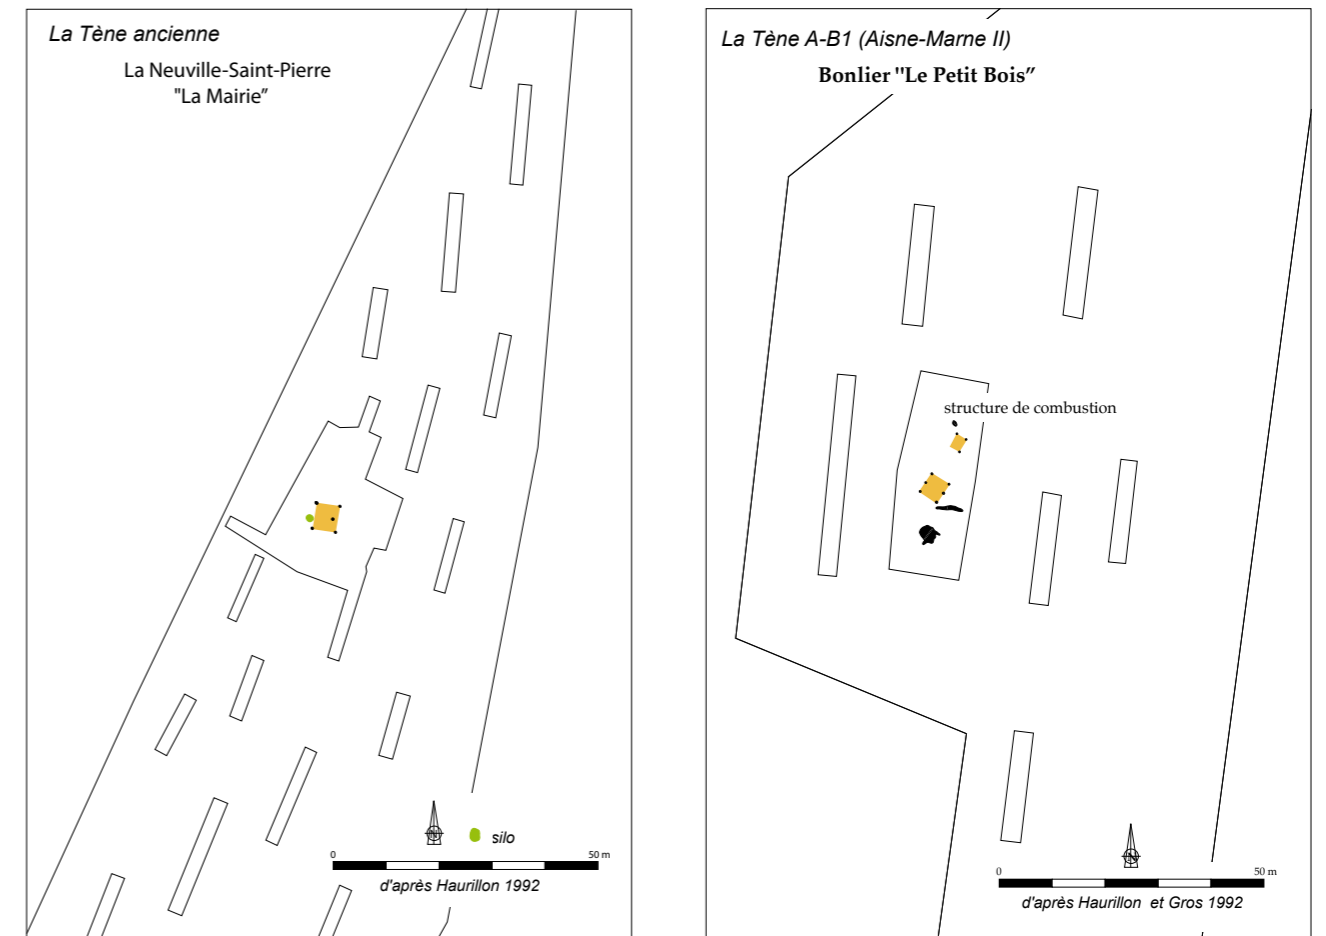 La Tène ancienne
La Neuville-Saint-Pierre
"La Mairie”
silo
0 50 m
d'après Haurillon 1992
La Tène A-B1 (Aisne-Marne II)
Bonlier "Le Petit Bois”
structure de combustion
0 50 m
d'après Haurillon et Gros 1992